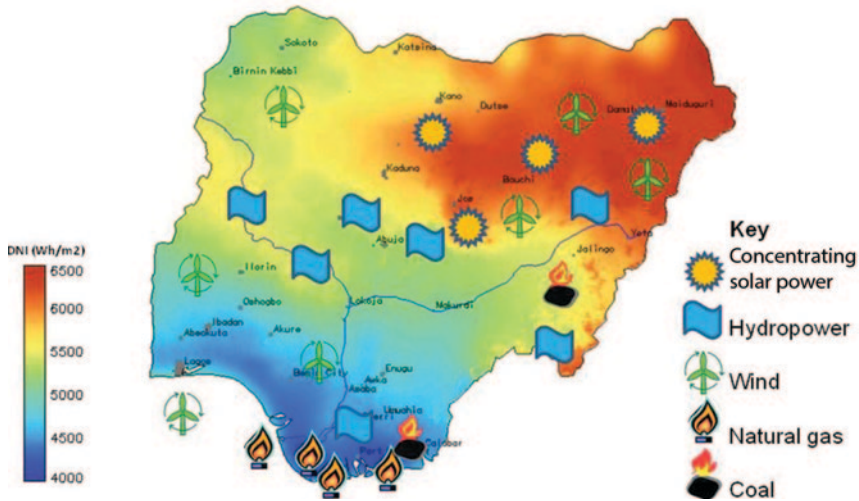 Sokoto
Katsina
Birnin Kebbi
Kano
Dutse
Maiduguri
Kaduna
Bauchi
Jos
Abuja
Yola
Jalingo
Key
Concentrating
solar power
DNI (Wh/m2)
6500
6000
5500
5000
4500
4000
Ilorin
Oshogbo
Lokoja
Makurdi
Hydropower
Ibadan
Abeokuta
Akure
Lagos
Benin City
Enugu
Awka
Asaba
Umuahia
Wind
Calabar
Port
Natural gas
Coal